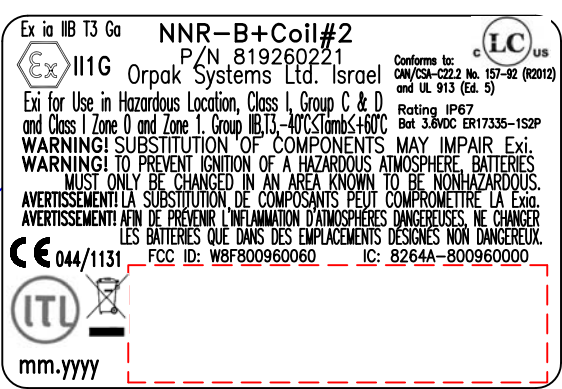 Ex ia IIB T3 Ga
NNR-B+Coil#2
P/N 819260221
Orpak Systems Ltd. Israel
Ex II1G
c LC us
Conforms to:
CAN/CSA-C22.2 No. 157-92 (R2012)
and UL 913 (Ed. 5)
Exi for Use in Hazardous Location, Class I, Group C & D
and Class I Zone 0 and Zone 1. Group IIB,T3,-40°C≤Tamb≤+60°C
Rating IP67
Bat 3.6VDC ER17335-1S2P
WARNING! SUBSTITUTION OF COMPONENTS MAY IMPAIR Exi.
WARNING! TO PREVENT IGNITION OF A HAZARDOUS ATMOSPHERE, BATTERIES
MUST ONLY BE CHANGED IN AN AREA KNOWN TO BE NONHAZARDOUS.
AVERTISSEMENT! LA SUBSTITUTION DE COMPOSANTS PEUT COMPROMETTRE LA Exia.
AVERTISSEMENT! AFIN DE PRÉVENIR L'INFLAMMATION D'ATMOSPHÈRES DANGEREUSES, NE CHANGER
LES BATTERIES QUE DANS DES EMPLACEMENTS DÉSIGNÉS NON DANGEREUX.
CE 044/1131
FCC ID: W8F800960060 IC: 8264A-800960000
ITL
mm.yyyy